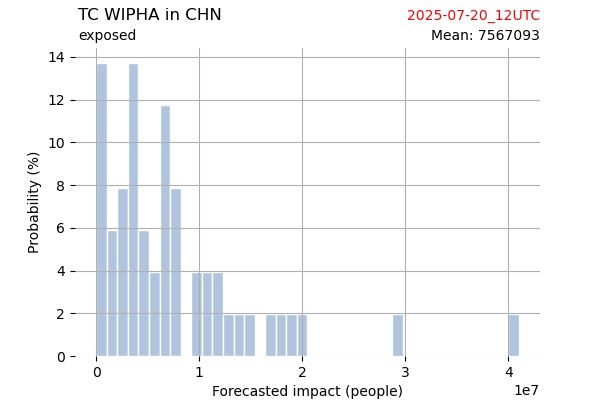 TC WIPHA in CHN
2025-07-20_12UTC
exposed
Mean: 7567093
14
12
10
8
6
4
2
0
Probability (%)
0
1
2
3
4
1e7
Forecasted impact (people)